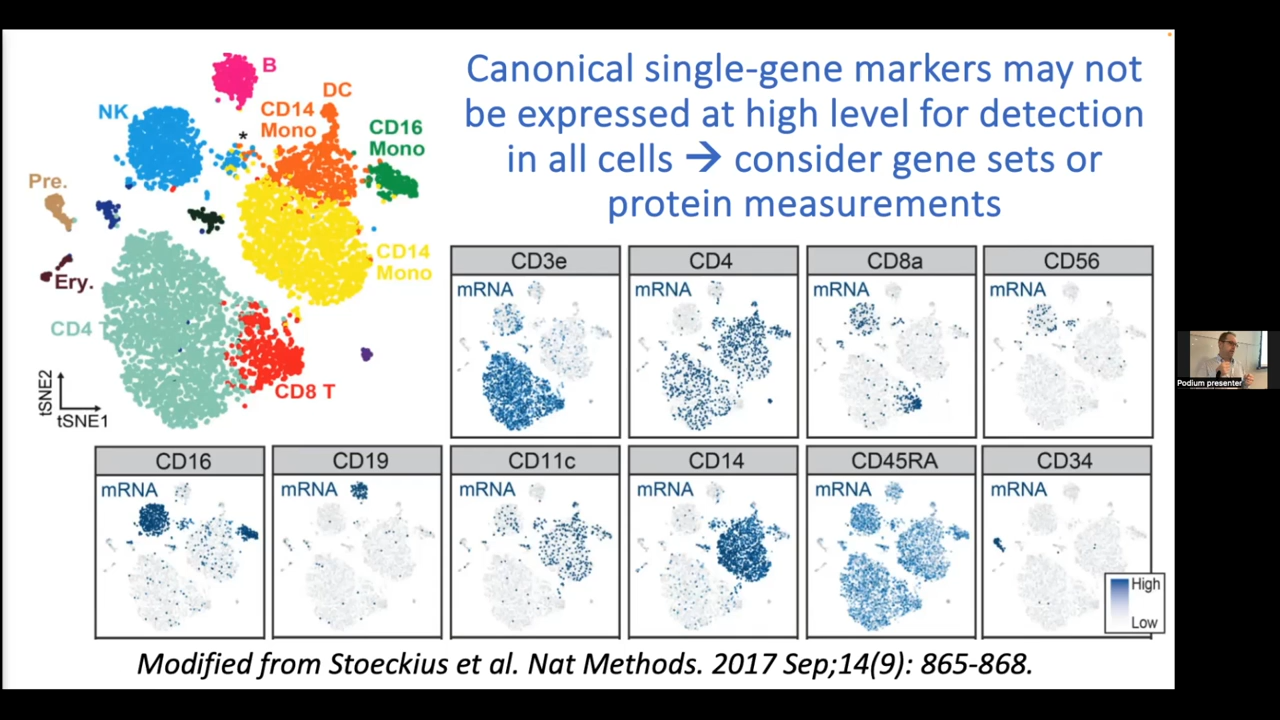 Canonical single-gene markers may not
be expressed at high level for detection
in all cells → consider gene sets or
protein measurements
B
DC
NK
CD14
Mono
*
CD16
Mono
Pre.
CD14
Mono
Ery.
CD4 T
CD8 T
tSNE2
tSNE1
CD3e
mRNA
CD4
mRNA
CD8a
mRNA
CD56
mRNA
CD16
mRNA
CD19
mRNA
CD11c
mRNA
CD14
mRNA
CD45RA
mRNA
CD34
mRNA
High
Low
Modified from Stoeckius et al. Nat Methods. 2017 Sep;14(9): 865-868.
Podium presenter